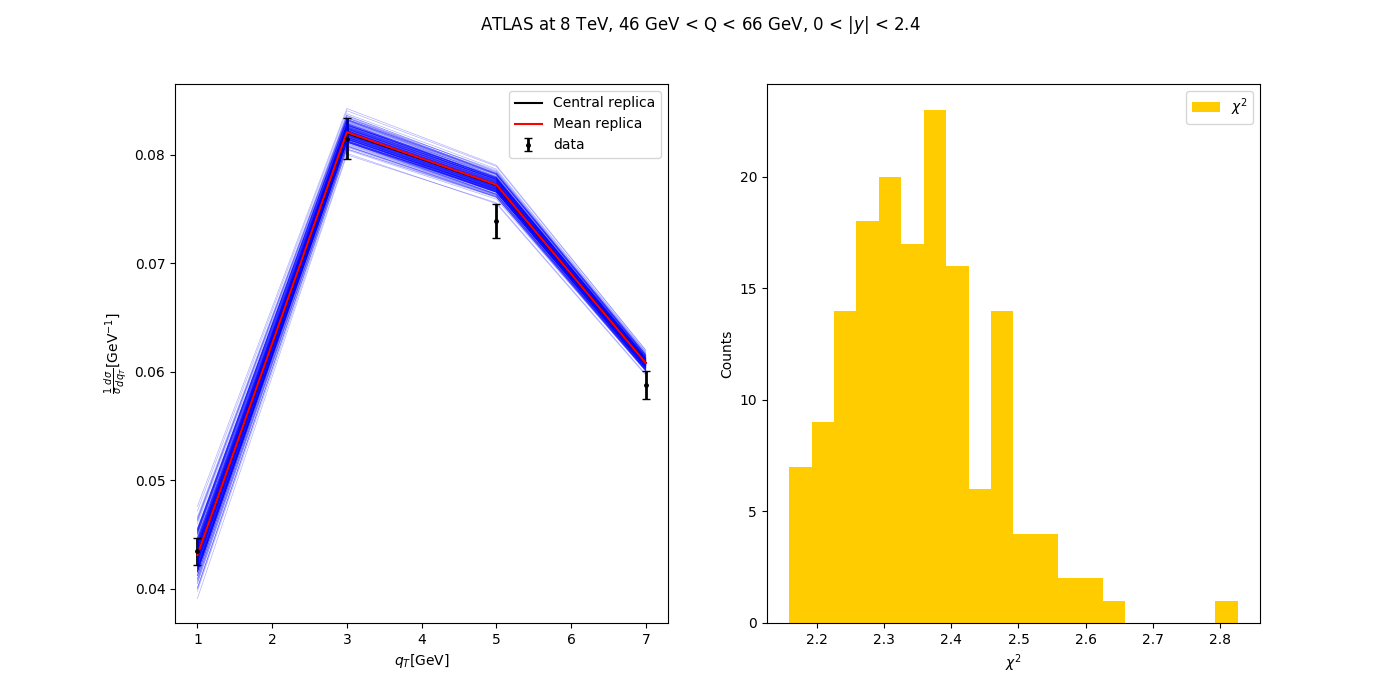 ATLAS at 8 TeV, 46 GeV < Q < 66 GeV, 0 < |y| < 2.4
Central replica
Mean replica
data
0.08
0.07
0.06
0.05
0.04
1/σ dσ/dq_T [GeV⁻¹]
1 2 3 4 5 6 7
q_T[GeV]
χ²
20
15
10
5
0
Counts
2.2 2.3 2.4 2.5 2.6 2.7 2.8
χ²